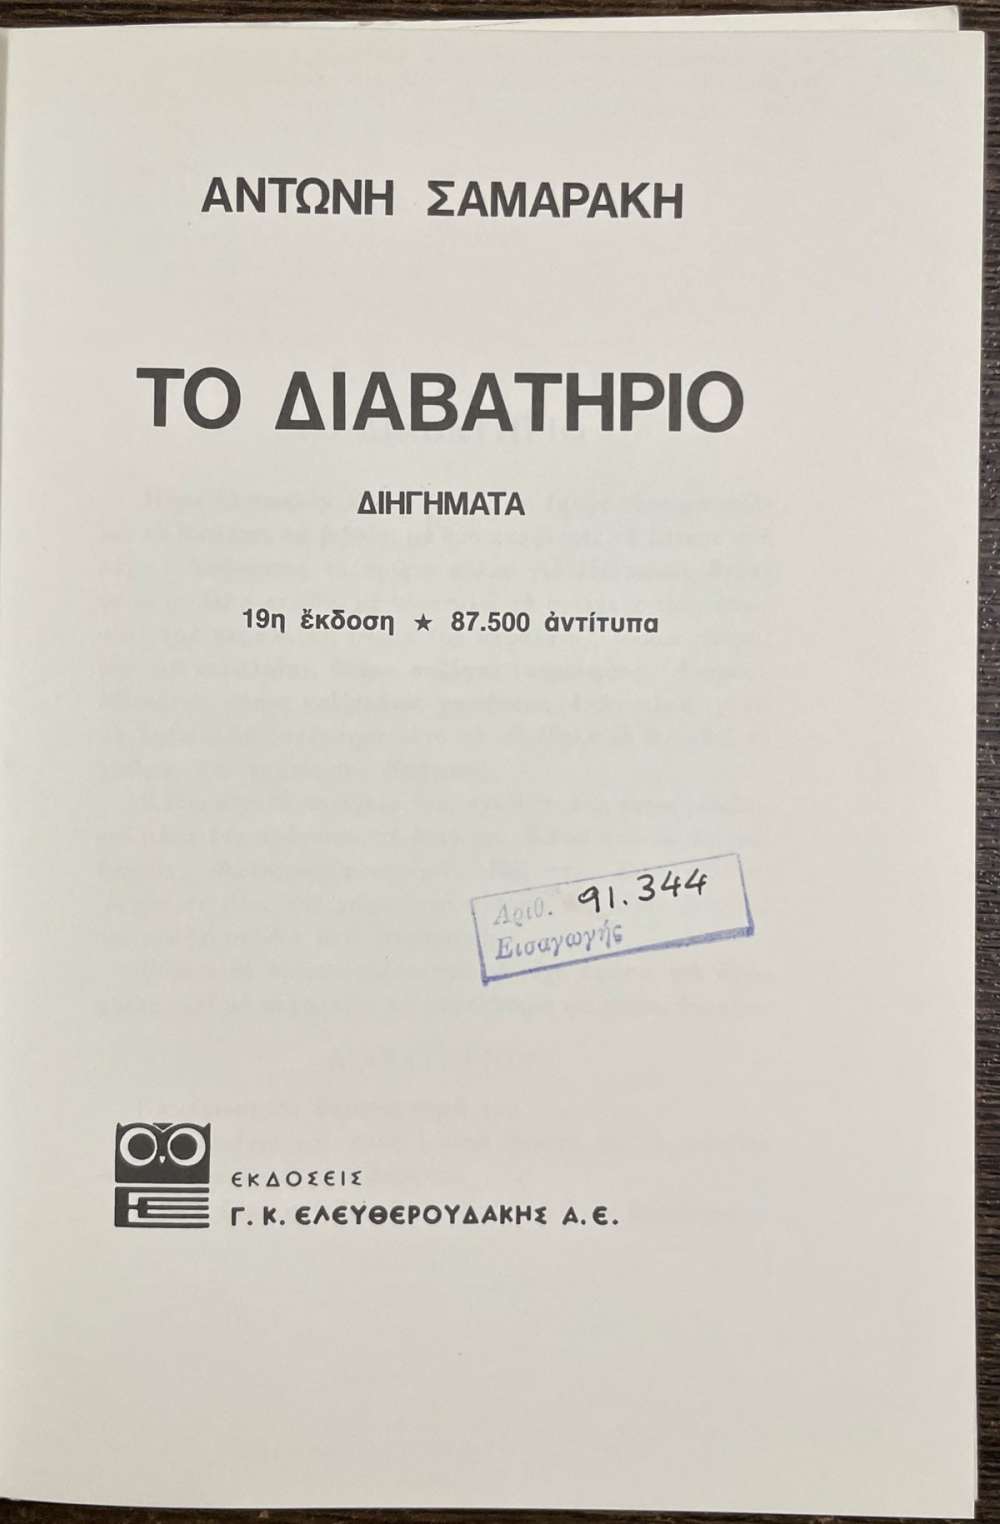 ΑΝΤΩΝΗ ΣΑΜΑΡΑΚΗ
ΤΟ ΔΙΑΒΑΤΗΡΙΟ
ΔΙΗΓΗΜΑΤΑ
19η ἔκδοση ★ 87.500 ἀντίτυπα
Αριθ. 91.344
Εισαγωγής
ΕΚΔΟΣΕΙΣ
Γ. Κ. ΕΛΕΥΘΕΡΟΥΔΑΚΗΣ Α. Ε.